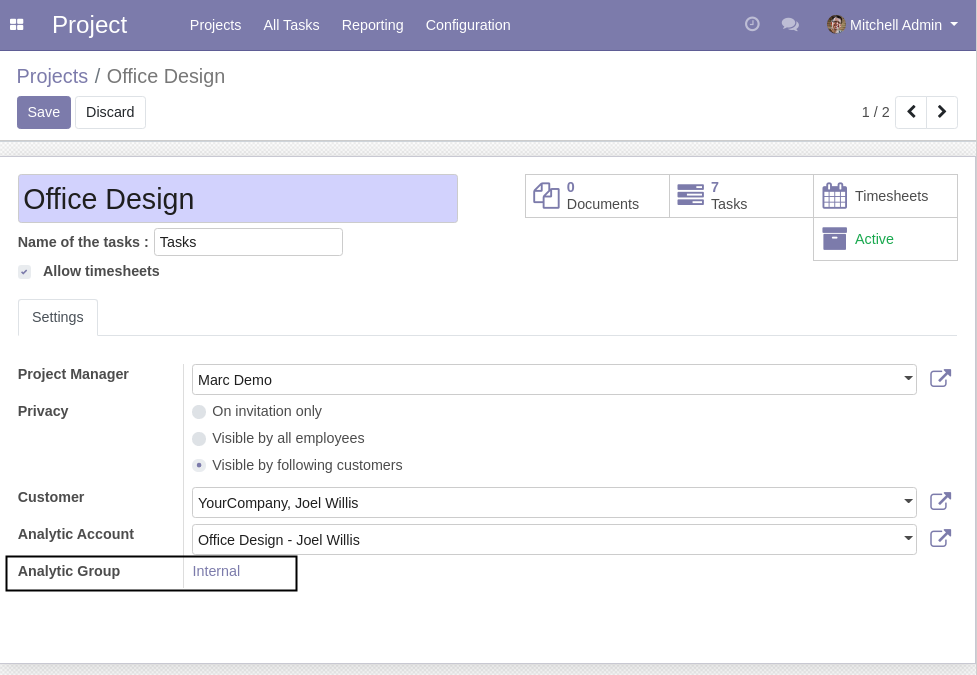 Project Projects All Tasks Reporting Configuration Mitchell Admin
Projects / Office Design
Save Discard 1 / 2
Office Design
0 Documents
7 Tasks
Timesheets
Active
Name of the tasks : Tasks
Allow timesheets
Settings
Project Manager Marc Demo
Privacy On invitation only
Visible by all employees
Visible by following customers
Customer YourCompany, Joel Willis
Analytic Account Office Design - Joel Willis
Analytic Group Internal